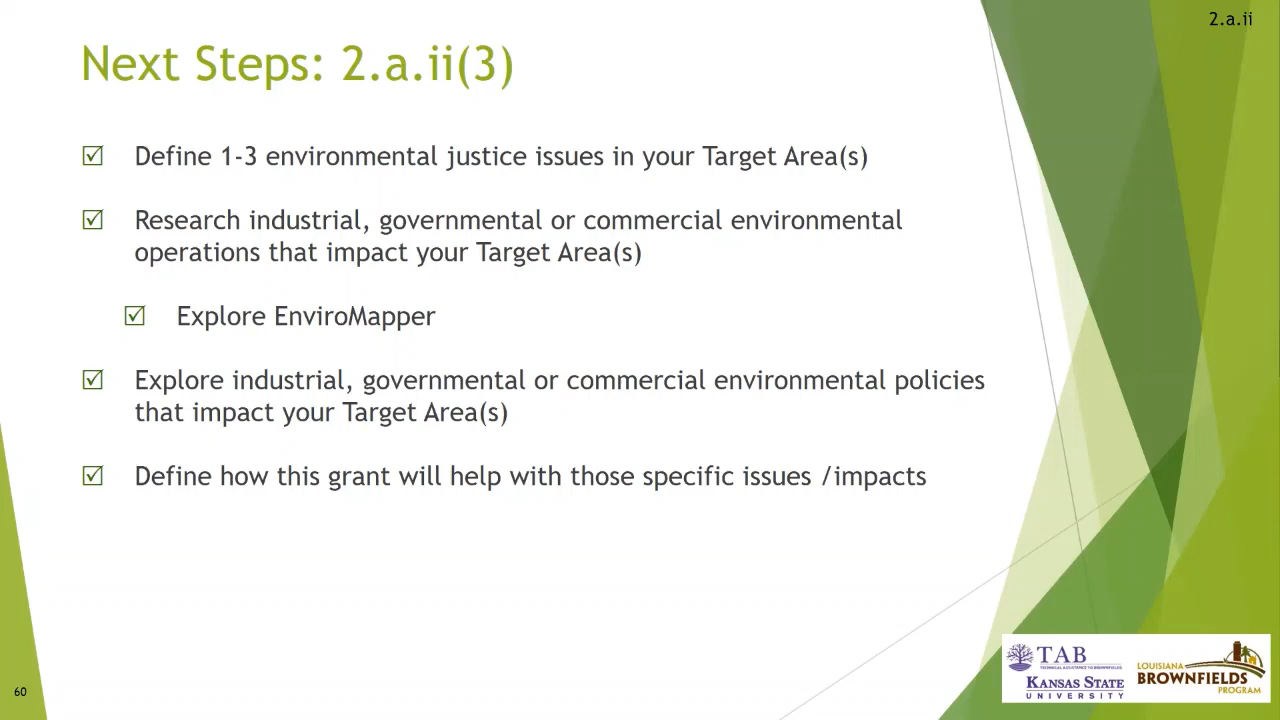 2.a.ii
Next Steps: 2.a.ii(3)
☑ Define 1-3 environmental justice issues in your Target Area(s)
☑ Research industrial, governmental or commercial environmental
operations that impact your Target Area(s)
☑ Explore EnviroMapper
☑ Explore industrial, governmental or commercial environmental policies
that impact your Target Area(s)
☑ Define how this grant will help with those specific issues /impacts
TAB
TECHNICAL ASSISTANCE TO BROWNFIELDS
KANSAS STATE
UNIVERSITY
LOUISIANA
BROWNFIELDS
PROGRAM
60